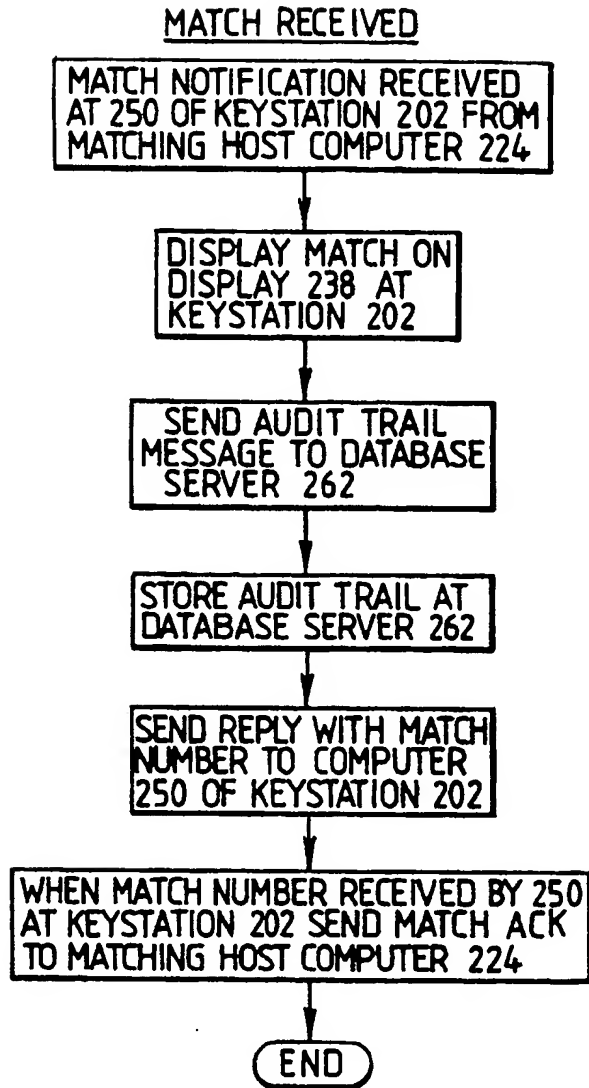 MATCH RECEIVED
MATCH NOTIFICATION RECEIVED
AT 250 OF KEYSTATION 202 FROM
MATCHING HOST COMPUTER 224
DISPLAY MATCH ON
DISPLAY 238 AT
KEYSTATION 202
SEND AUDIT TRAIL
MESSAGE TO DATABASE
SERVER 262
STORE AUDIT TRAIL AT
DATABASE SERVER 262
SEND REPLY WITH MATCH
NUMBER TO COMPUTER
250 OF KEYSTATION 202
WHEN MATCH NUMBER RECEIVED BY 250
AT KEYSTATION 202 SEND MATCH ACK
TO MATCHING HOST COMPUTER 224
END